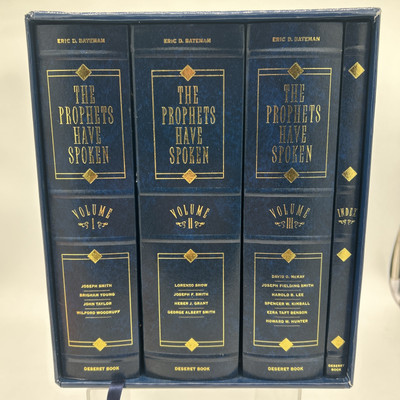 ERIC D. BATEMAN
THE
PROPHETS
HAVE
SPOKEN
VOLUME
I
JOSEPH SMITH
BRIGHAM YOUNG
JOHN TAYLOR
WILFORD WOODRUFF
DESERET BOOK
ERIC D. BATEMAN
THE
PROPHETS
HAVE
SPOKEN
VOLUME
II
LORENZO SNOW
JOSEPH F. SMITH
HEBER J. GRANT
GEORGE ALBERT SMITH
DESERET BOOK
ERIC D. BATEMAN
THE
PROPHETS
HAVE
SPOKEN
VOLUME
III
DAVID O. MCKAY
JOSEPH FIELDING SMITH
HAROLD B. LEE
SPENCER W. KIMBALL
EZRA TAFT BENSON
HOWARD W. HUNTER
DESERET BOOK
INDEX
DESERET
BOOK